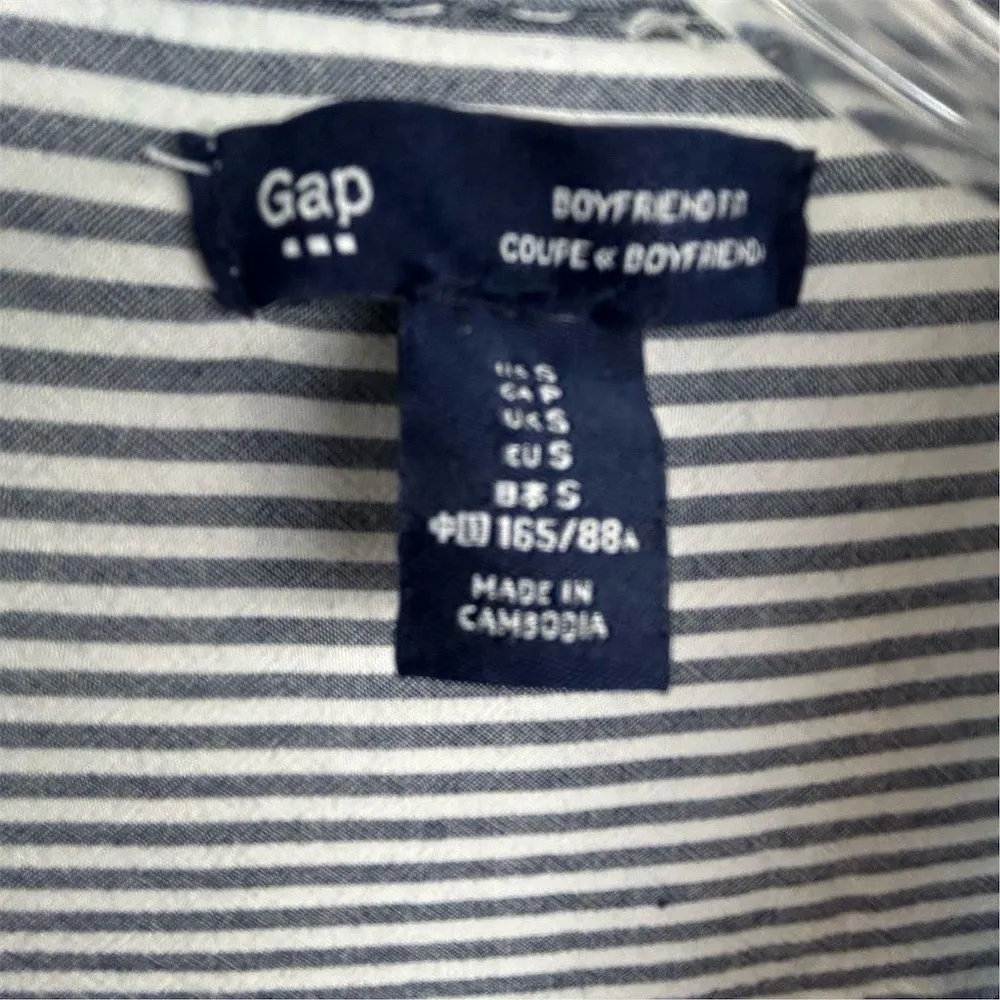 Gap
BOYFRIEND FIT
COUPE « BOYFRIEND »
US S
CA P
UK S
EU S
日本 S
中国 165/88A
MADE IN
CAMBODIA